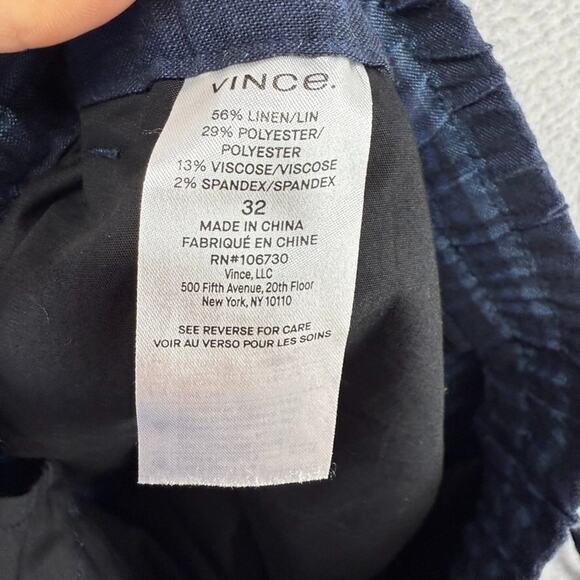 VINCE.
56% LINEN/LIN
29% POLYESTER/
POLYESTER
13% VISCOSE/VISCOSE
2% SPANDEX/SPANDEX
32
MADE IN CHINA
FABRIQUÉ EN CHINE
RN#106730
Vince, LLC
500 Fifth Avenue, 20th Floor
New York, NY 10110
SEE REVERSE FOR CARE
VOIR AU VERSO POUR LES SOINS